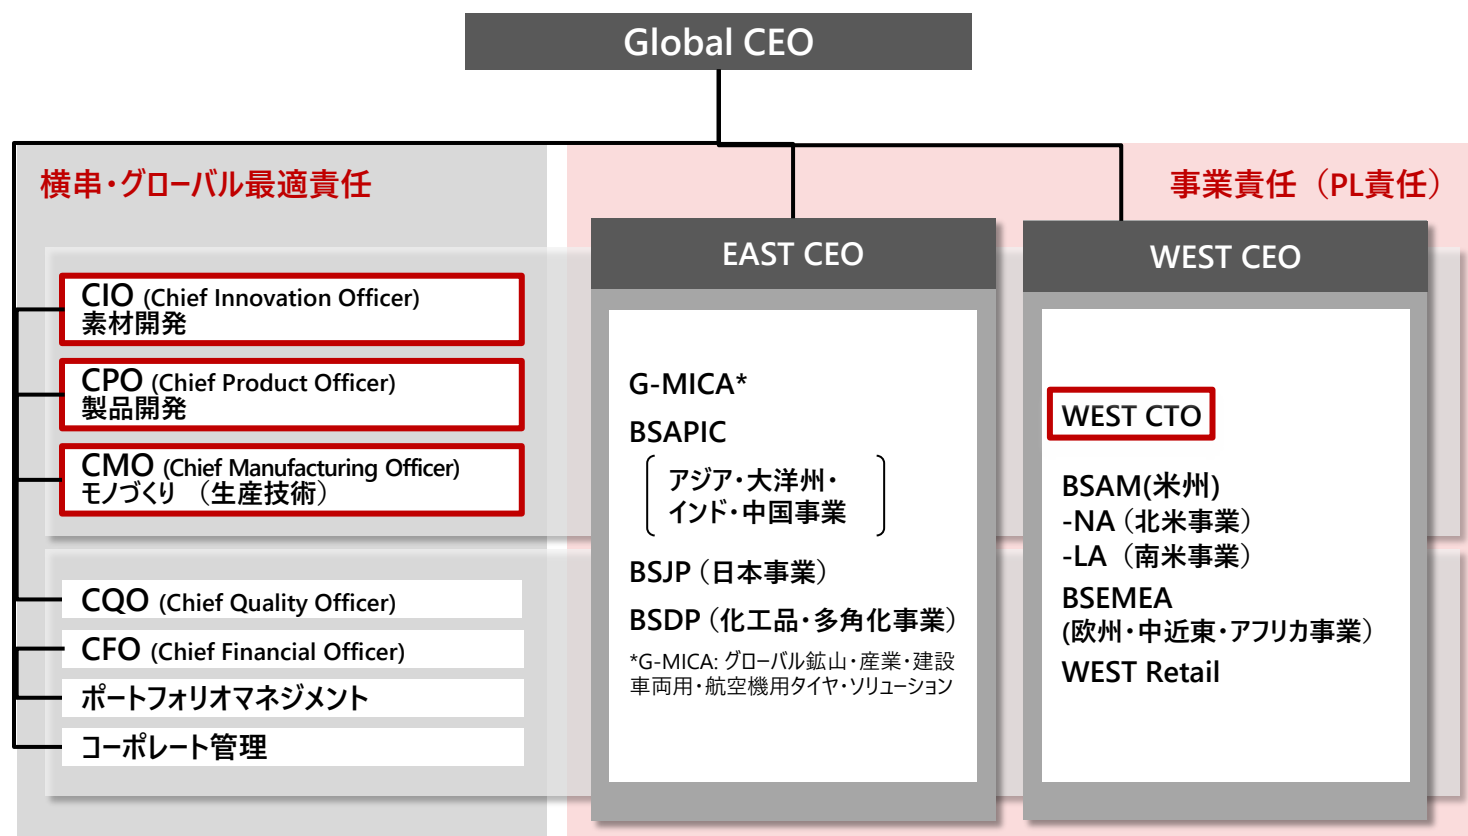 Global CEO
横串・グローバル最適責任
CIO (Chief Innovation Officer)
素材開発
CPO (Chief Product Officer)
製品開発
CMO (Chief Manufacturing Officer)
モノづくり （生産技術）
CQO (Chief Quality Officer)
CFO (Chief Financial Officer)
ポートフォリオマネジメント
コーポレート管理
事業責任（PL責任）
EAST CEO
G-MICA*
BSAPIC
アジア・大洋州・
インド・中国事業
BSJP（日本事業）
BSDP（化工品・多角化事業）
*G-MICA: グローバル鉱山・産業・建設
車両用・航空機用タイヤ・ソリューション
WEST CEO
WEST CTO
BSAM(米州)
-NA（北米事業）
-LA（南米事業）
BSEMEA
(欧州・中近東・アフリカ事業）
WEST Retail